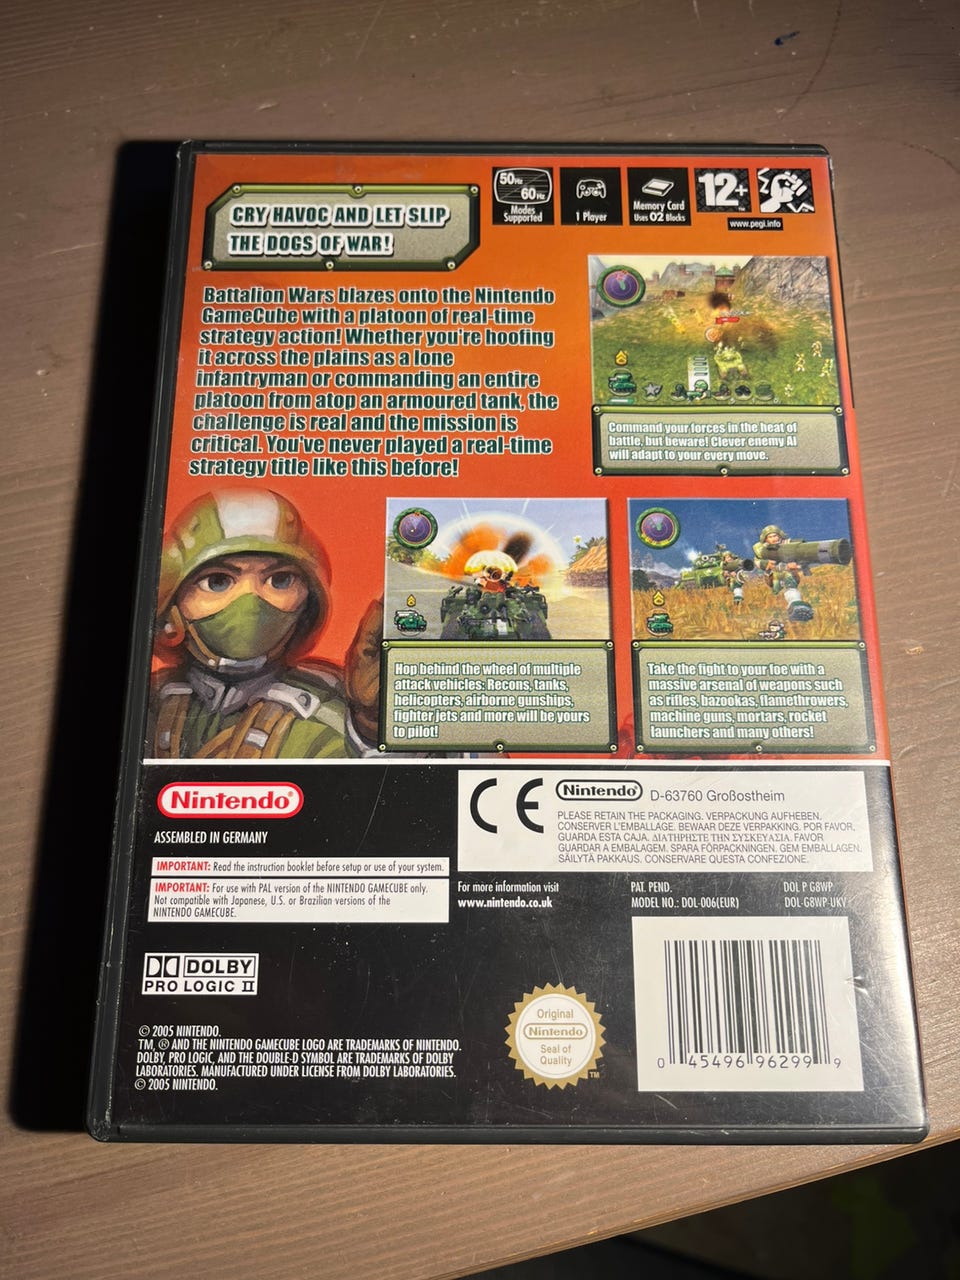 CRY HAVOC AND LET SLIP
THE DOGS OF WAR!
50Hz
60Hz
Modes
Supported
1 Player
Memory Card
Uses 02 Blocks
12+
TM
www.pegi.info
Battalion Wars blazes onto the Nintendo
GameCube with a platoon of real-time
strategy action! Whether you're hoofing
it across the plains as a lone
infantryman or commanding an entire
platoon from atop an armoured tank, the
challenge is real and the mission is
critical. You've never played a real-time
strategy title like this before!
Command your forces in the heat of
battle, but beware! Clever enemy AI
will adapt to your every move.
Hop behind the wheel of multiple
attack vehicles: Recons, tanks,
helicopters, airborne gunships,
fighter jets and more will be yours
to pilot!
Take the fight to your foe with a
massive arsenal of weapons such
as rifles, bazookas, flamethrowers,
machine guns, mortars, rocket
launchers and many others!
Nintendo®
ASSEMBLED IN GERMANY
IMPORTANT: Read the instruction booklet before setup or use of your system.
IMPORTANT: For use with PAL version of the NINTENDO GAMECUBE only.
Not compatible with Japanese, U.S. or Brazilian versions of the
NINTENDO GAMECUBE.
CE
Nintendo® D-63760 Großostheim
PLEASE RETAIN THE PACKAGING. VERPACKUNG AUFHEBEN.
CONSERVER L'EMBALLAGE. BEWAAR DEZE VERPAKKING. POR FAVOR,
GUARDA ESTA CAJA. ΔΙΑΤΗΡΗΣΤΕ ΤΗΝ ΣΥΣΚΕΥΑΣΙΑ. FAVOR
GUARDAR A EMBALAGEM. SPARA FÖRPACKNINGEN. GEM EMBALLAGEN.
SÄILYTÄ PAKKAUS. CONSERVARE QUESTA CONFEZIONE.
For more information visit
www.nintendo.co.uk
PAT. PEND.
MODEL NO.: DOL-006(EUR)
DOL P G8WP
DOL-G8WP-UKV
DOLBY
PRO LOGIC II
© 2005 NINTENDO.
TM, ® AND THE NINTENDO GAMECUBE LOGO ARE TRADEMARKS OF NINTENDO.
DOLBY, PRO LOGIC, AND THE DOUBLE-D SYMBOL ARE TRADEMARKS OF DOLBY
LABORATORIES. MANUFACTURED UNDER LICENSE FROM DOLBY LABORATORIES.
© 2005 NINTENDO.
Original
Nintendo®
Seal of
Quality
TM
0 45496 96299 9